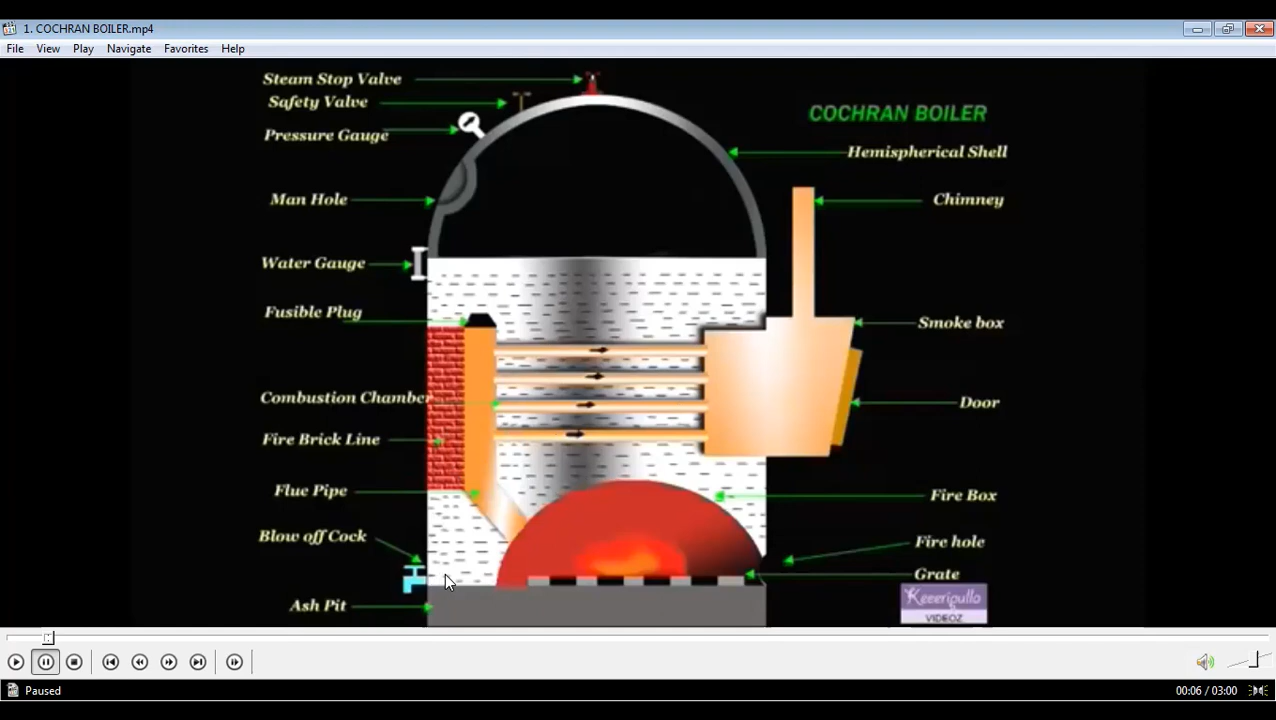 1. COCHRAN BOILER.mp4
File View Play Navigate Favorites Help
Steam Stop Valve
Safety Valve
COCHRAN BOILER
Pressure Gauge
Hemispherical Shell
Man Hole
Chimney
Water Gauge
Fusible Plug
Smoke box
Combustion Chamber
Door
Fire Brick Line
Flue Pipe
Fire Box
Blow off Cock
Fire hole
Grate
Keeeripulla
VIDEOZ
Ash Pit
Paused
00:06 / 03:00